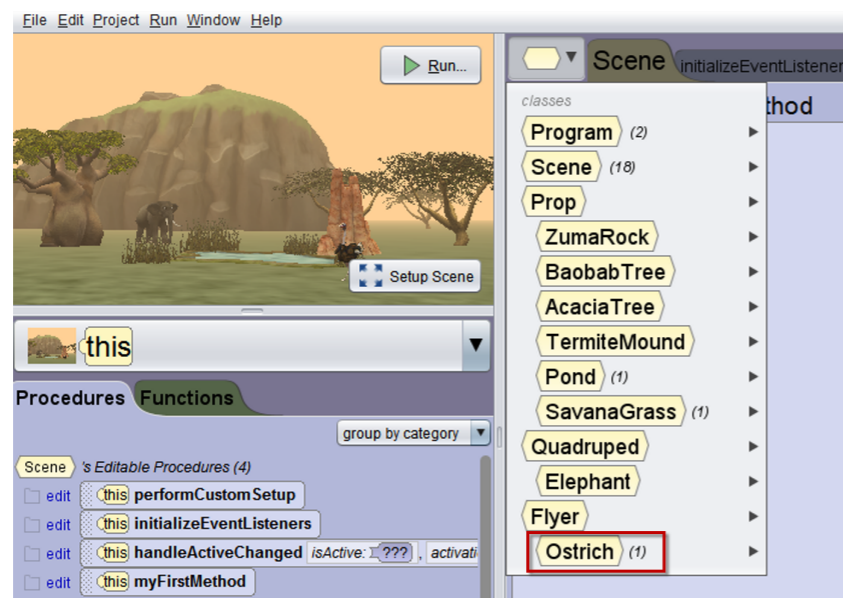 File Edit Project Run Window Help
Run...
Setup Scene
this
Procedures Functions
group by category
Scene 's Editable Procedures (4)
edit this performCustomSetup
edit this initializeEventListeners
edit this handleActiveChanged isActive: ??? , activati
edit this myFirstMethod
Scene initializeEventListener
thod
classes
Program (2)
Scene (18)
Prop
ZumaRock
BaobabTree
AcaciaTree
TermiteMound
Pond (1)
SavanaGrass (1)
Quadruped
Elephant
Flyer
Ostrich (1)